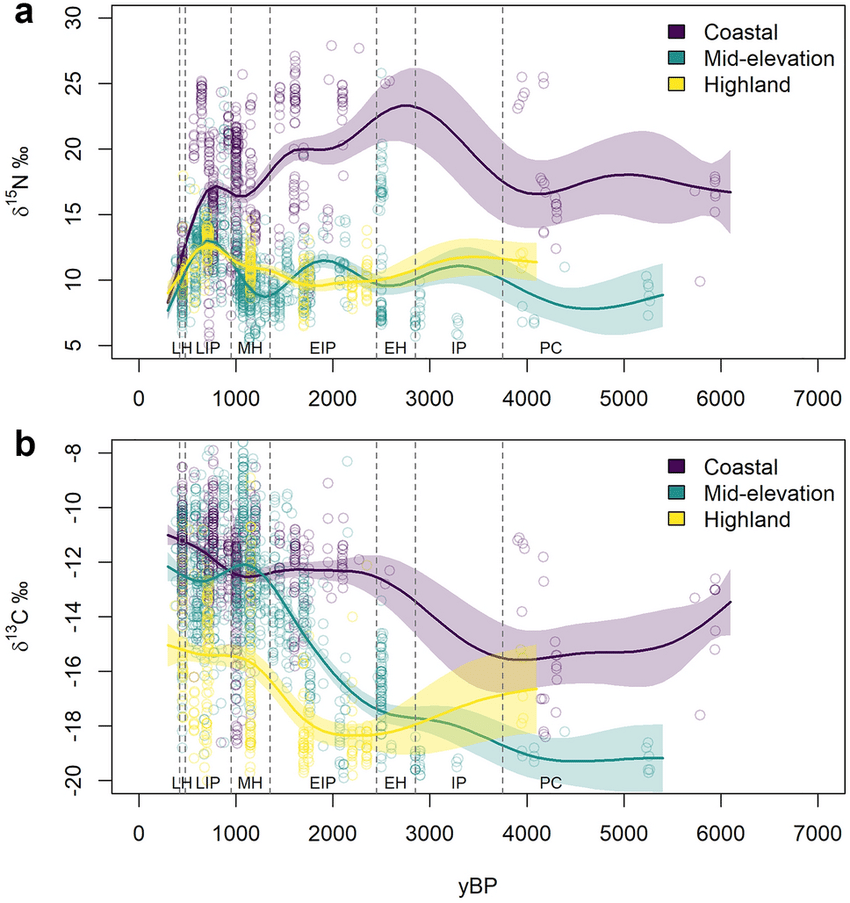 a
30
25
20
15
10
5
δ15N ‰
Coastal
Mid-elevation
Highland
LH LIP MH EIP EH IP PC
0 1000 2000 3000 4000 5000 6000 7000
b
-8
-10
-12
-14
-16
-18
-20
δ13C ‰
Coastal
Mid-elevation
Highland
LH LIP MH EIP EH IP PC
0 1000 2000 3000 4000 5000 6000 7000
yBP